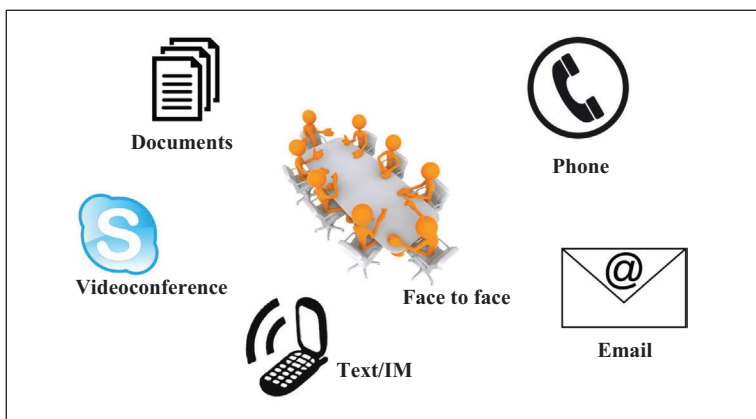 Documents
Phone
S
Videoconference
Face to face
@
Email
Text/IM